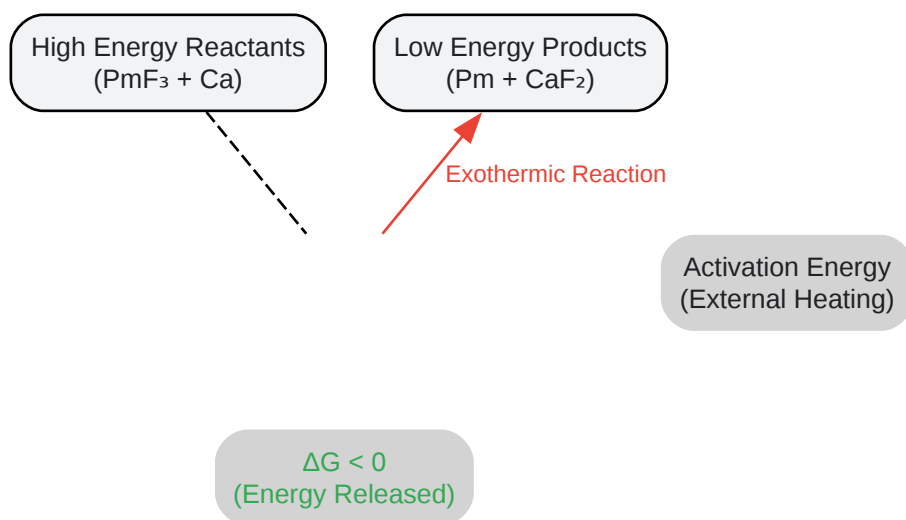 High Energy Reactants
(PmF₃ + Ca)
Low Energy Products
(Pm + CaF₂)
Exothermic Reaction
Activation Energy
(External Heating)
ΔG < 0
(Energy Released)